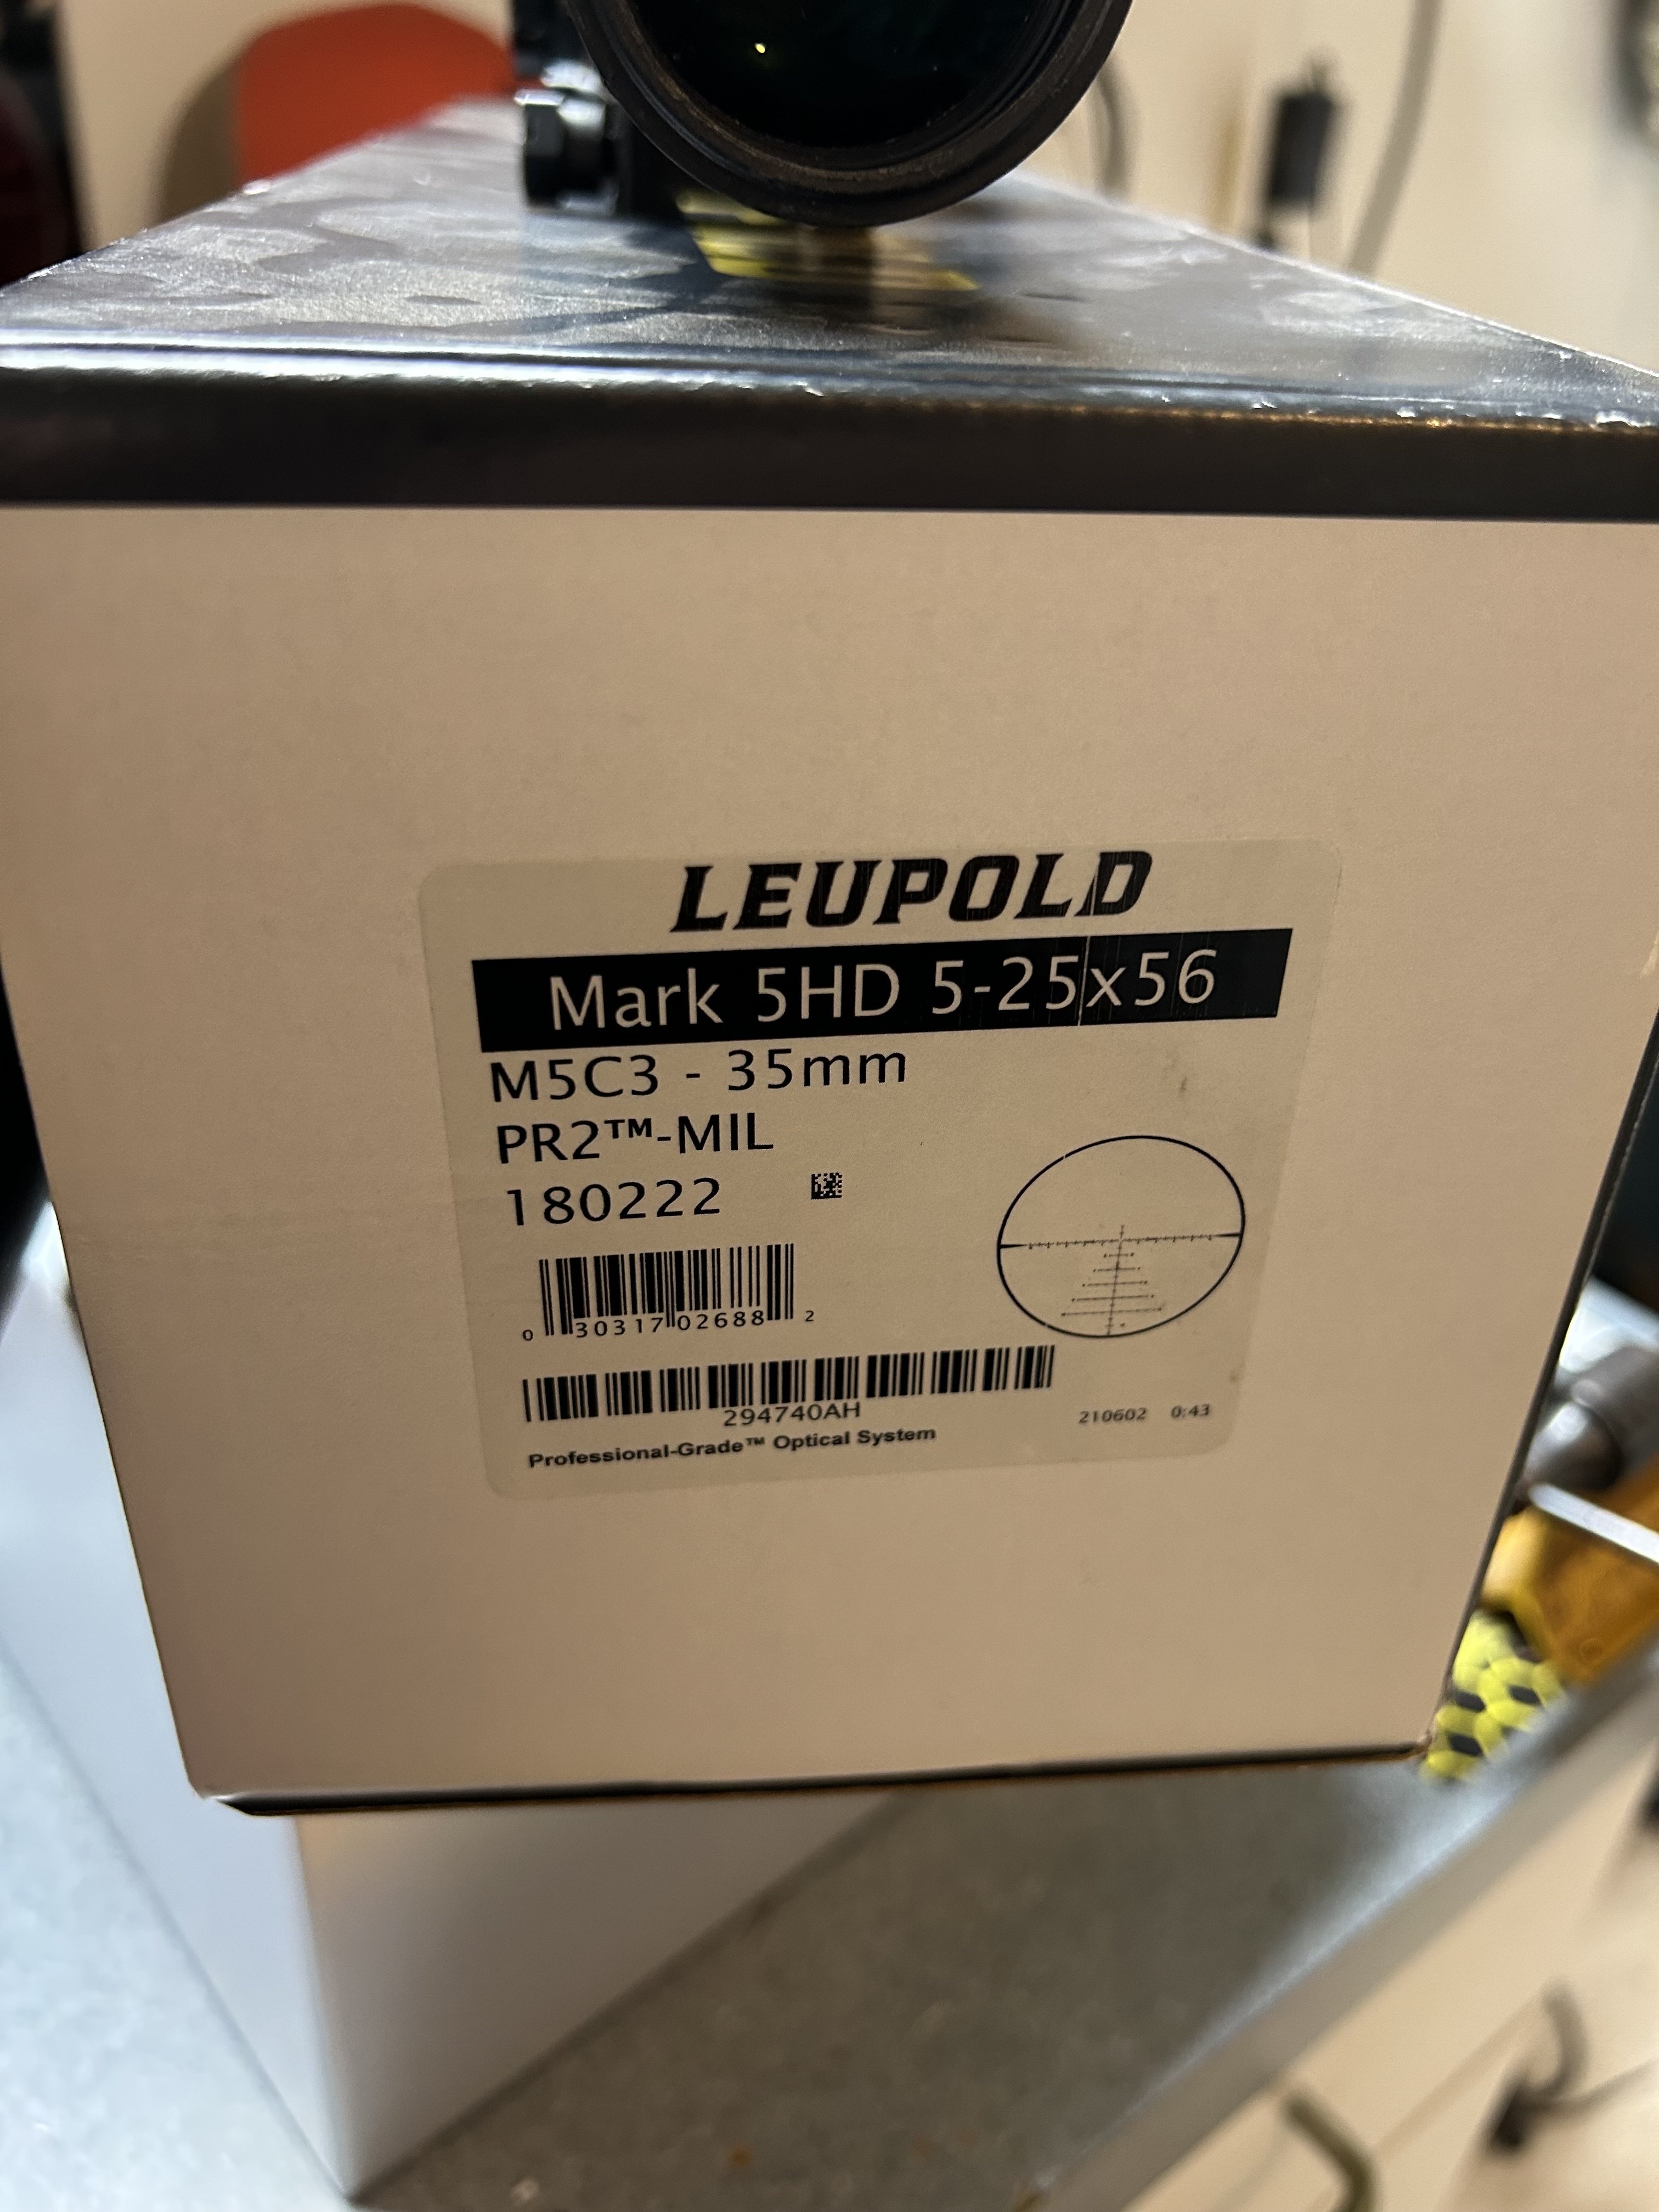 LEUPOLD
Mark 5HD 5-25x56
M5C3 - 35mm
PR2™-MIL
180222
0 30317 02688 2
294740AH
210602 0:43
Professional-Grade™ Optical System